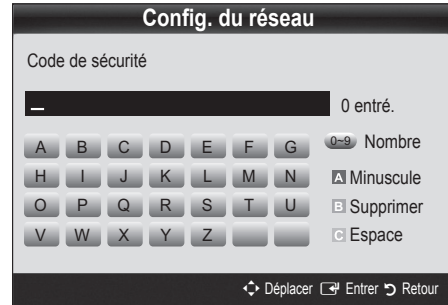 Config. du réseau
Code de sécurité
_ 0 entré.
A B C D E F G 0~9 Nombre
H I J K L M N A Minuscule
O P Q R S T U B Supprimer
V W X Y Z C Espace
Déplacer Entrer Retour